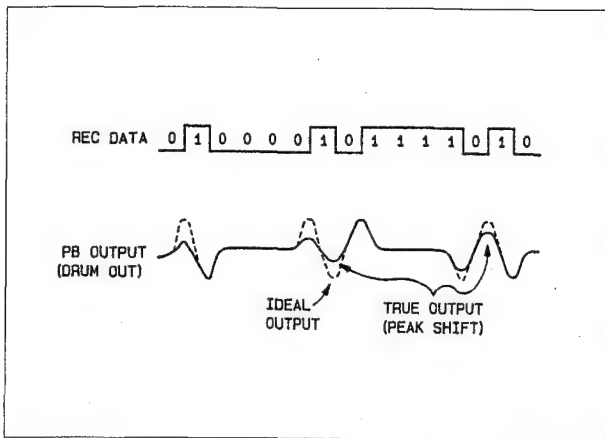 REC DATA 0 1 0 0 0 0 1 0 1 1 1 1 0 1 0
PB OUTPUT
(DRUM OUT)
IDEAL
OUTPUT
TRUE OUTPUT
(PEAK SHIFT)